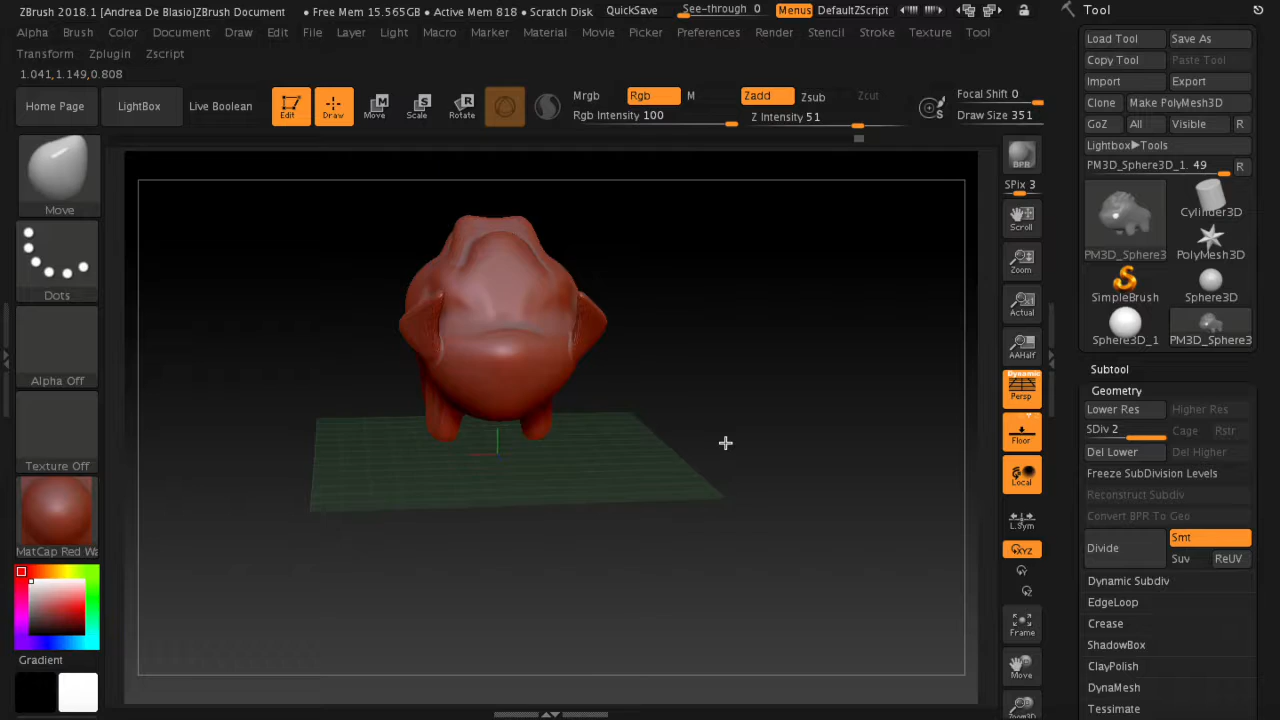 ZBrush 2018.1 [Andrea De Blasio]ZBrush Document
• Free Mem 15.565GB • Active Mem 818 • Scratch Disk
QuickSave
See-through 0
Menus
DefaultZScript
Tool
Alpha Brush Color Document Draw Edit File Layer Light Macro Marker Material Movie Picker Preferences Render Stencil Stroke Texture Tool
Transform Zplugin Zscript
1.041,1.149,0.808
Home Page
LightBox
Live Boolean
Edit
Draw
Move
Scale
Rotate
Mrgb
Rgb
M
Rgb Intensity 100
Zadd
Zsub
Zcut
Z Intensity 51
Focal Shift 0
Draw Size 351
S
Move
Dots
Alpha Off
Texture Off
MatCap Red Wa
Gradient
BPR
SPix 3
Scroll
Zoom
Actual
AAHalf
Dynamic
Persp
Floor
Local
L.Sym
XYZ
Y
Z
Frame
Move
Zoom3D
Load Tool
Save As
Copy Tool
Paste Tool
Import
Export
Clone
Make PolyMesh3D
GoZ
All
Visible
R
Lightbox▶Tools
PM3D_Sphere3D_1. 49
R
PM3D_Sphere3
Cylinder3D
PolyMesh3D
SimpleBrush
Sphere3D
Sphere3D_1
PM3D_Sphere3
Subtool
Geometry
Lower Res
Higher Res
SDiv 2
Cage
Rstr
Del Lower
Del Higher
Freeze SubDivision Levels
Reconstruct Subdiv
Convert BPR To Geo
Divide
Smt
Suv
ReUV
Dynamic Subdiv
EdgeLoop
Crease
ShadowBox
ClayPolish
DynaMesh
Tessimate